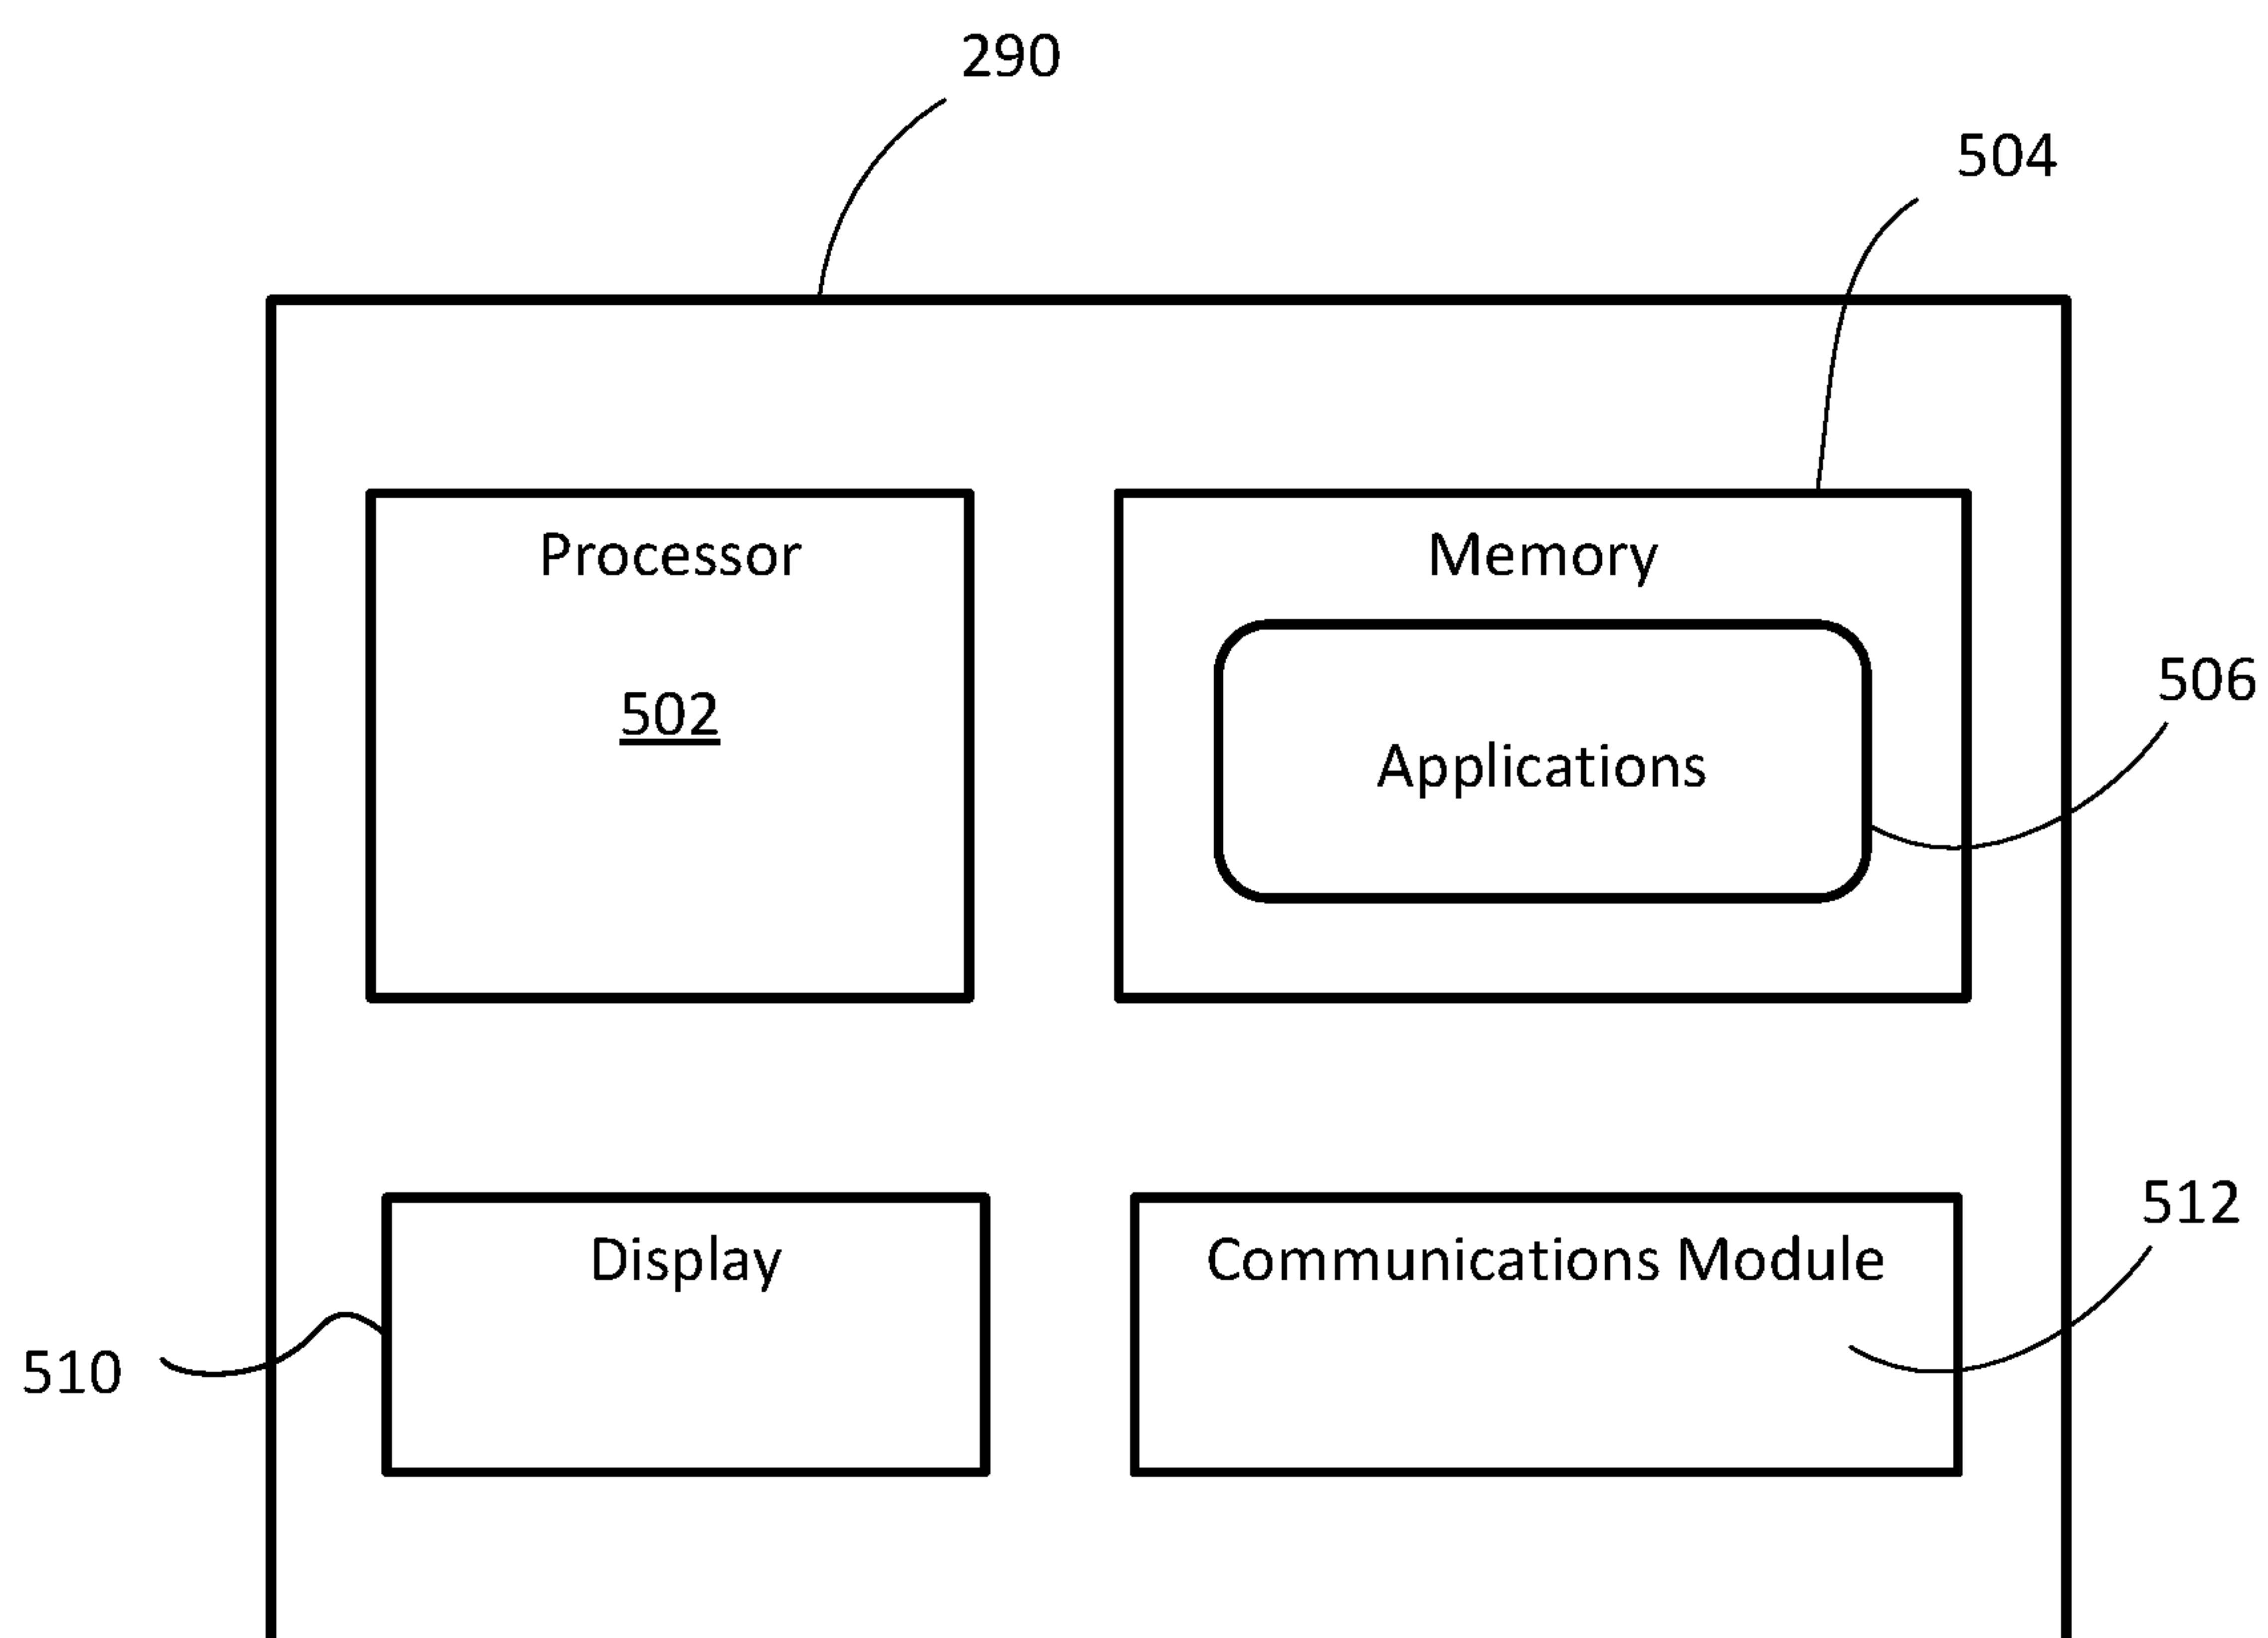 290
504
Processor
Memory
502
506
Applications
512
Display
Communications Module
510